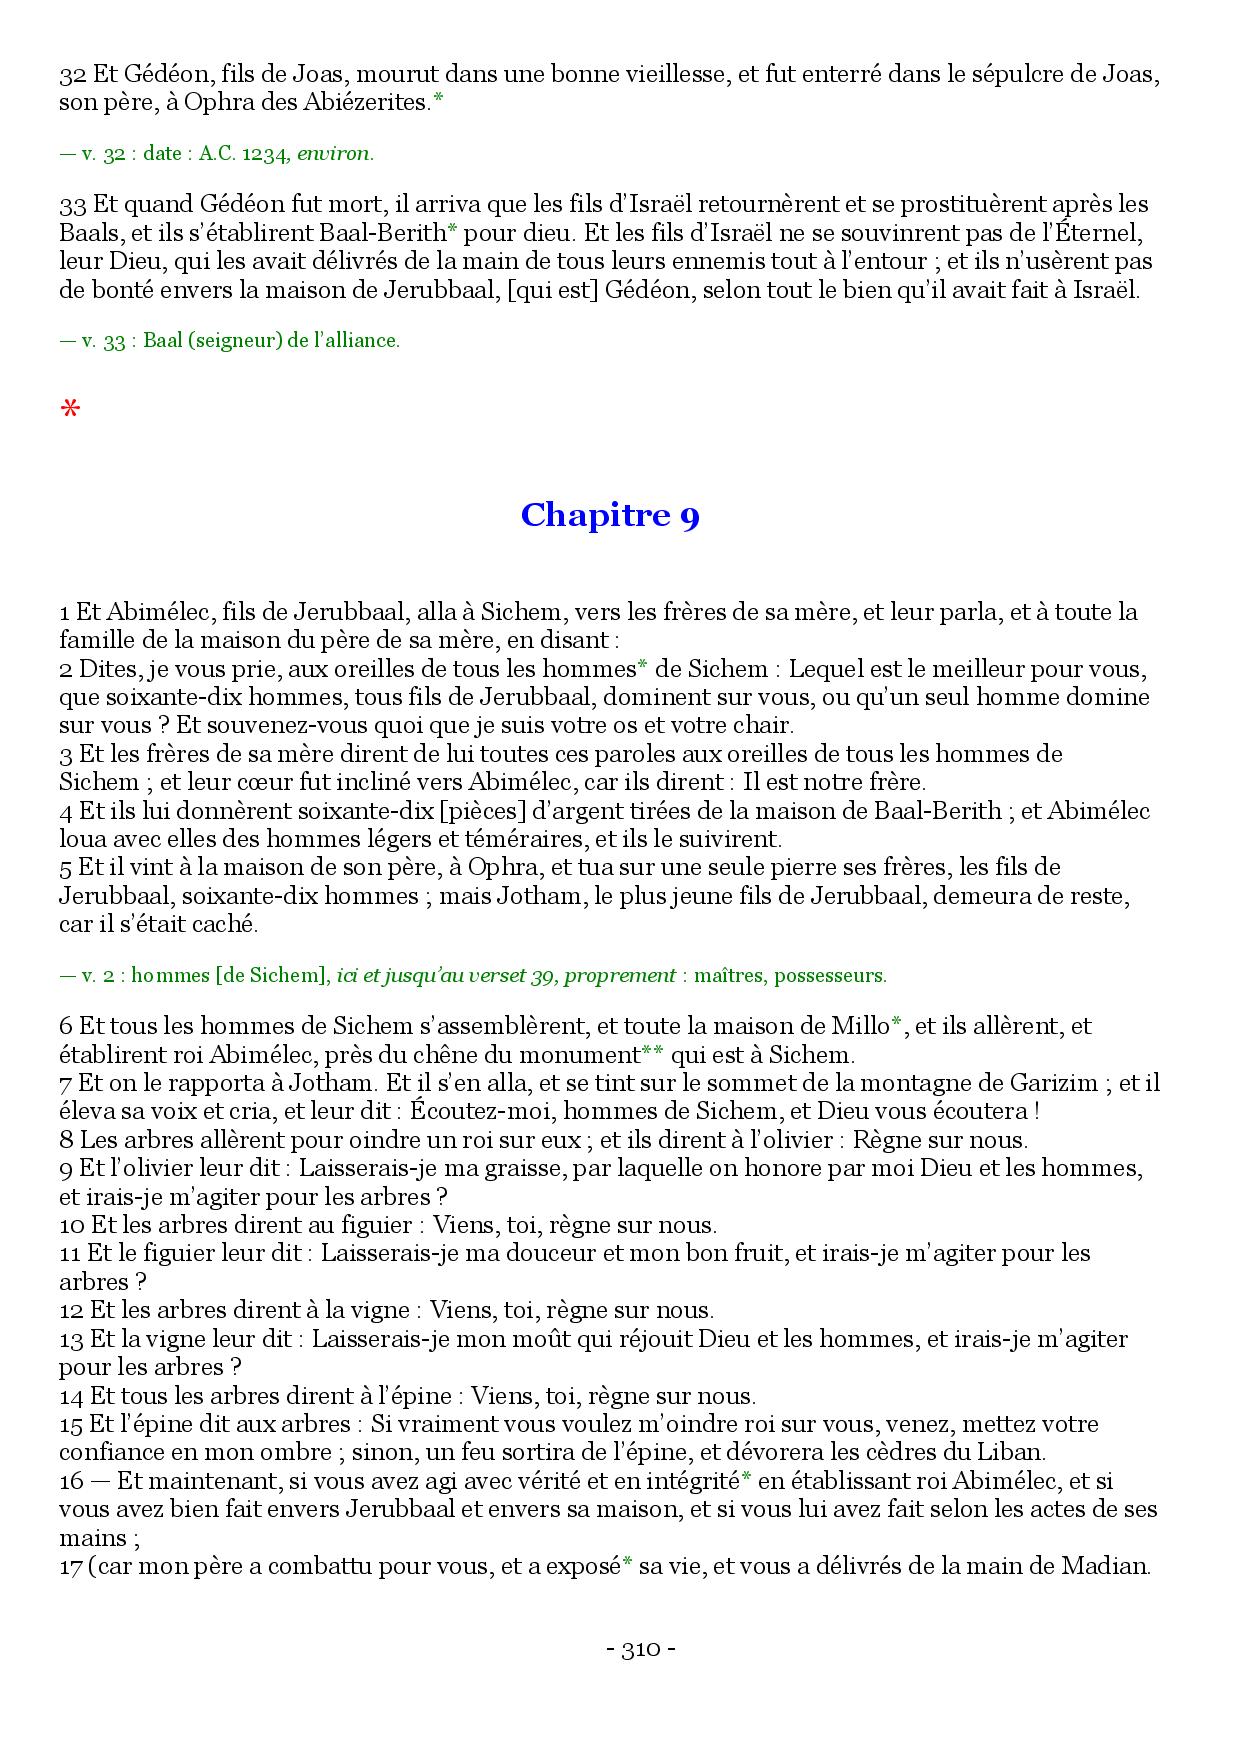 32 Et Gédéon, fils de Joas, mourut dans une bonne vieillesse, et fut enterré dans le sépulcre de Joas,
son père, à Ophra des Abiézerites.*
— v. 32 : date : A.C. 1234, environ.
33 Et quand Gédéon fut mort, il arriva que les fils d’Israël retournèrent et se prostituèrent après les
Baals, et ils s’établirent Baal-Berith* pour dieu. Et les fils d’Israël ne se souvinrent pas de l’Éternel,
leur Dieu, qui les avait délivrés de la main de tous leurs ennemis tout à l’entour ; et ils n’usèrent pas
de bonté envers la maison de Jerubbaal, [qui est] Gédéon, selon tout le bien qu’il avait fait à Israël.
— v. 33 : Baal (seigneur) de l’alliance.
*
Chapitre 9
1 Et Abimélec, fils de Jerubbaal, alla à Sichem, vers les frères de sa mère, et leur parla, et à toute la
famille de la maison du père de sa mère, en disant :
2 Dites, je vous prie, aux oreilles de tous les hommes* de Sichem : Lequel est le meilleur pour vous,
que soixante-dix hommes, tous fils de Jerubbaal, dominent sur vous, ou qu’un seul homme domine
sur vous ? Et souvenez-vous quoi que je suis votre os et votre chair.
3 Et les frères de sa mère dirent de lui toutes ces paroles aux oreilles de tous les hommes de
Sichem ; et leur cœur fut incliné vers Abimélec, car ils dirent : Il est notre frère.
4 Et ils lui donnèrent soixante-dix [pièces] d’argent tirées de la maison de Baal-Berith ; et Abimélec
loua avec elles des hommes légers et téméraires, et ils le suivirent.
5 Et il vint à la maison de son père, à Ophra, et tua sur une seule pierre ses frères, les fils de
Jerubbaal, soixante-dix hommes ; mais Jotham, le plus jeune fils de Jerubbaal, demeura de reste,
car il s’était caché.
— v. 2 : hommes [de Sichem], ici et jusqu’au verset 39, proprement : maîtres, possesseurs.
6 Et tous les hommes de Sichem s’assemblèrent, et toute la maison de Millo*, et ils allèrent, et
établirent roi Abimélec, près du chêne du monument** qui est à Sichem.
7 Et on le rapporta à Jotham. Et il s’en alla, et se tint sur le sommet de la montagne de Garizim ; et il
éleva sa voix et cria, et leur dit : Écoutez-moi, hommes de Sichem, et Dieu vous écoutera !
8 Les arbres allèrent pour oindre un roi sur eux ; et ils dirent à l’olivier : Règne sur nous.
9 Et l’olivier leur dit : Laisserais-je ma graisse, par laquelle on honore par moi Dieu et les hommes,
et irais-je m’agiter pour les arbres ?
10 Et les arbres dirent au figuier : Viens, toi, règne sur nous.
11 Et le figuier leur dit : Laisserais-je ma douceur et mon bon fruit, et irais-je m’agiter pour les
arbres ?
12 Et les arbres dirent à la vigne : Viens, toi, règne sur nous.
13 Et la vigne leur dit : Laisserais-je mon moût qui réjouit Dieu et les hommes, et irais-je m’agiter
pour les arbres ?
14 Et tous les arbres dirent à l’épine : Viens, toi, règne sur nous.
15 Et l’épine dit aux arbres : Si vraiment vous voulez m’oindre roi sur vous, venez, mettez votre
confiance en mon ombre ; sinon, un feu sortira de l’épine, et dévorera les cèdres du Liban.
16 — Et maintenant, si vous avez agi avec vérité et en intégrité* en établissant roi Abimélec, et si
vous avez bien fait envers Jerubbaal et envers sa maison, et si vous lui avez fait selon les actes de ses
mains ;
17 (car mon père a combattu pour vous, et a exposé* sa vie, et vous a délivrés de la main de Madian.
- 310 -